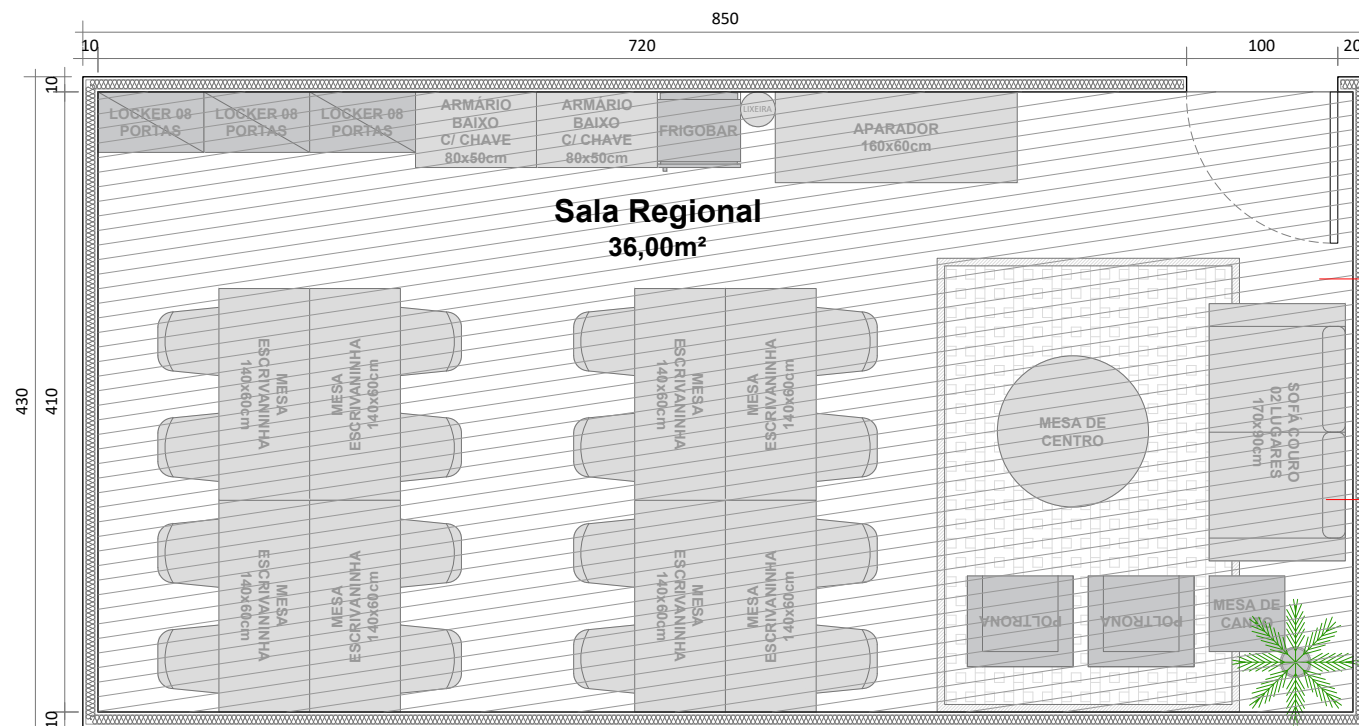 850
10
720
100
20
10
LOCKER 08
PORTAS
LOCKER 08
PORTAS
LOCKER 08
PORTAS
ARMÁRIO
BAIXO
C/ CHAVE
80x50cm
ARMÁRIO
BAIXO
C/ CHAVE
80x50cm
FRIGOBAR
LIXEIRA
APARADOR
160x60cm
Sala Regional
36,00m²
430
410
MESA
ESCRIVANINHA
140x60cm
MESA
ESCRIVANINHA
140x60cm
MESA
ESCRIVANINHA
140x60cm
MESA
ESCRIVANINHA
140x60cm
MESA DE
CENTRO
SOFÁ COURO
02 LUGARES
170x90cm
MESA
ESCRIVANINHA
140x60cm
MESA
ESCRIVANINHA
140x60cm
MESA
ESCRIVANINHA
140x60cm
MESA
ESCRIVANINHA
140x60cm
POLTRONA
POLTRONA
MESA DE
CANTO
10